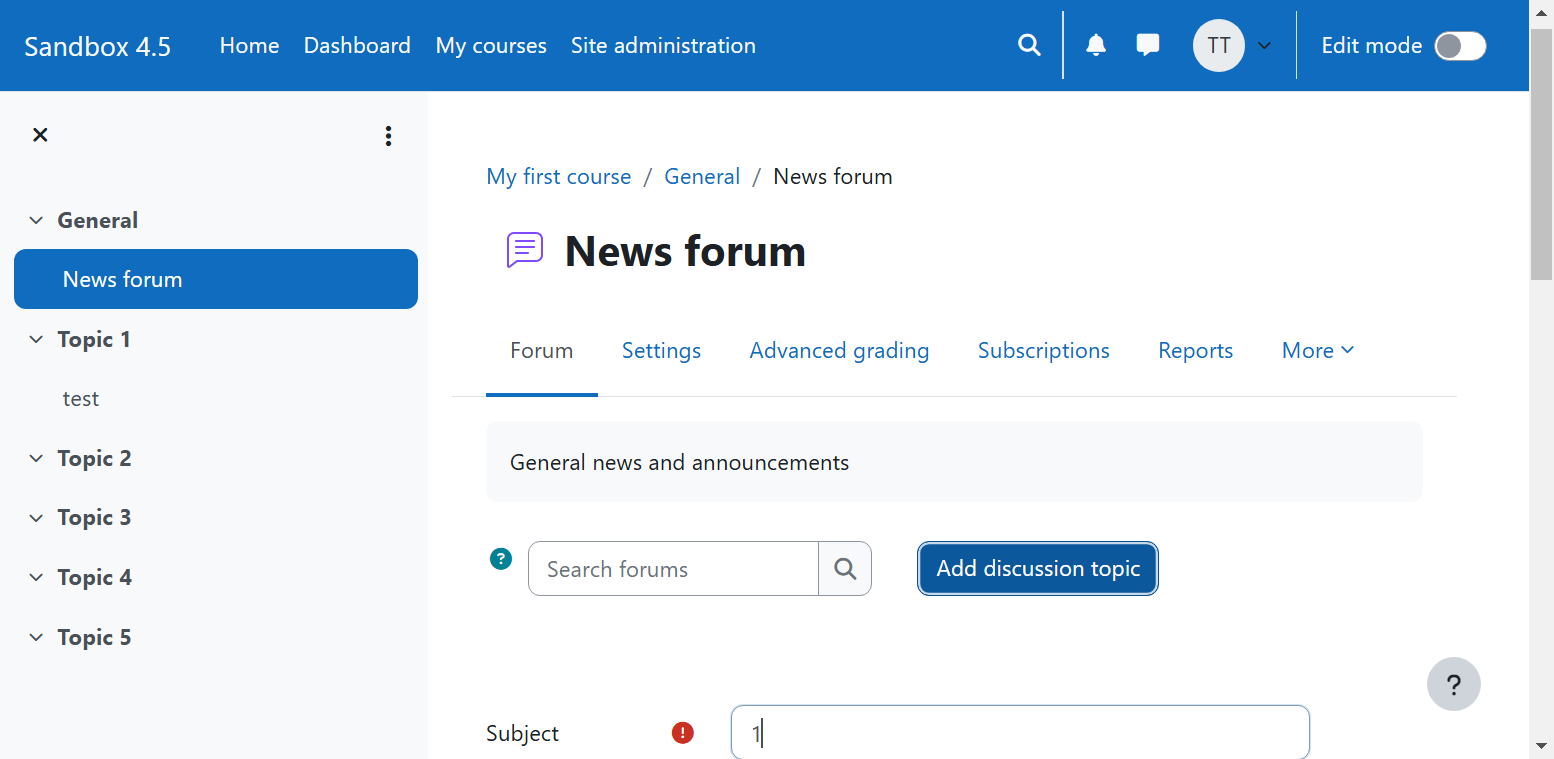 Sandbox 4.5 Home Dashboard My courses Site administration TT Edit mode
General
News forum
Topic 1
test
Topic 2
Topic 3
Topic 4
Topic 5
My first course / General / News forum
News forum
Forum Settings Advanced grading Subscriptions Reports More
General news and announcements
? Search forums Add discussion topic
?
Subject ! 1